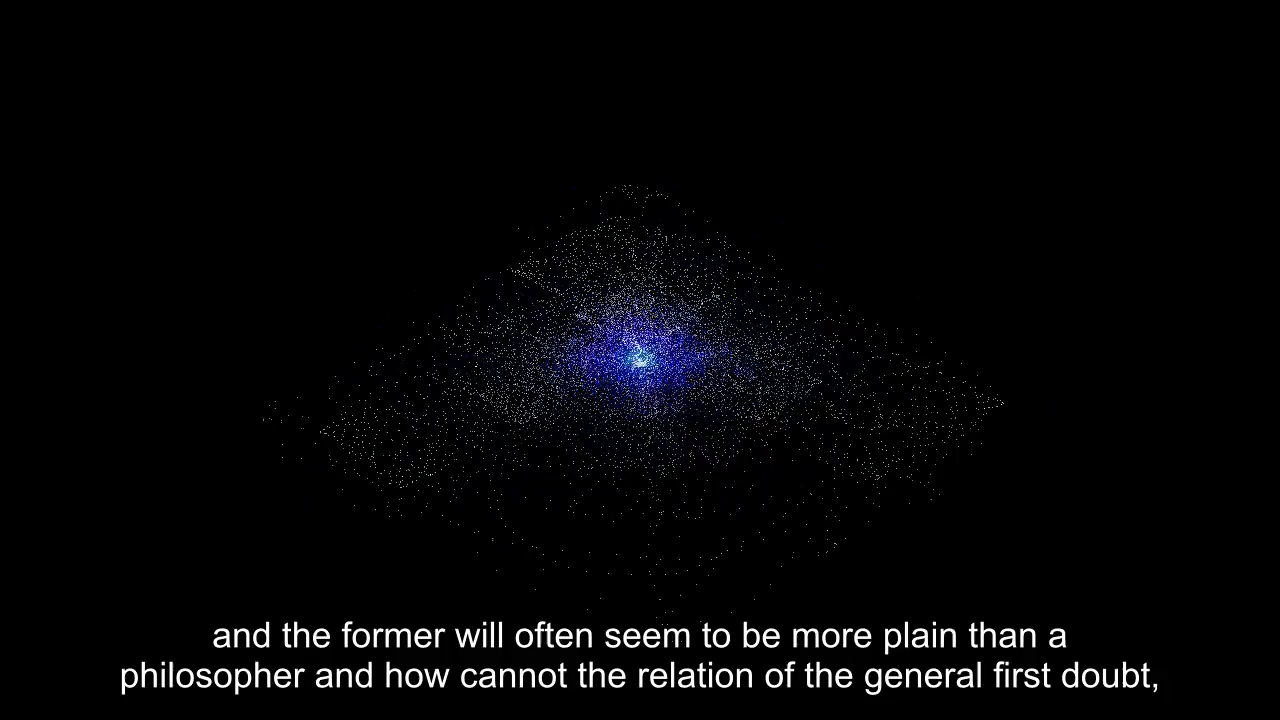 and the former will often seem to be more plain than a
philosopher and how cannot the relation of the general first doubt,